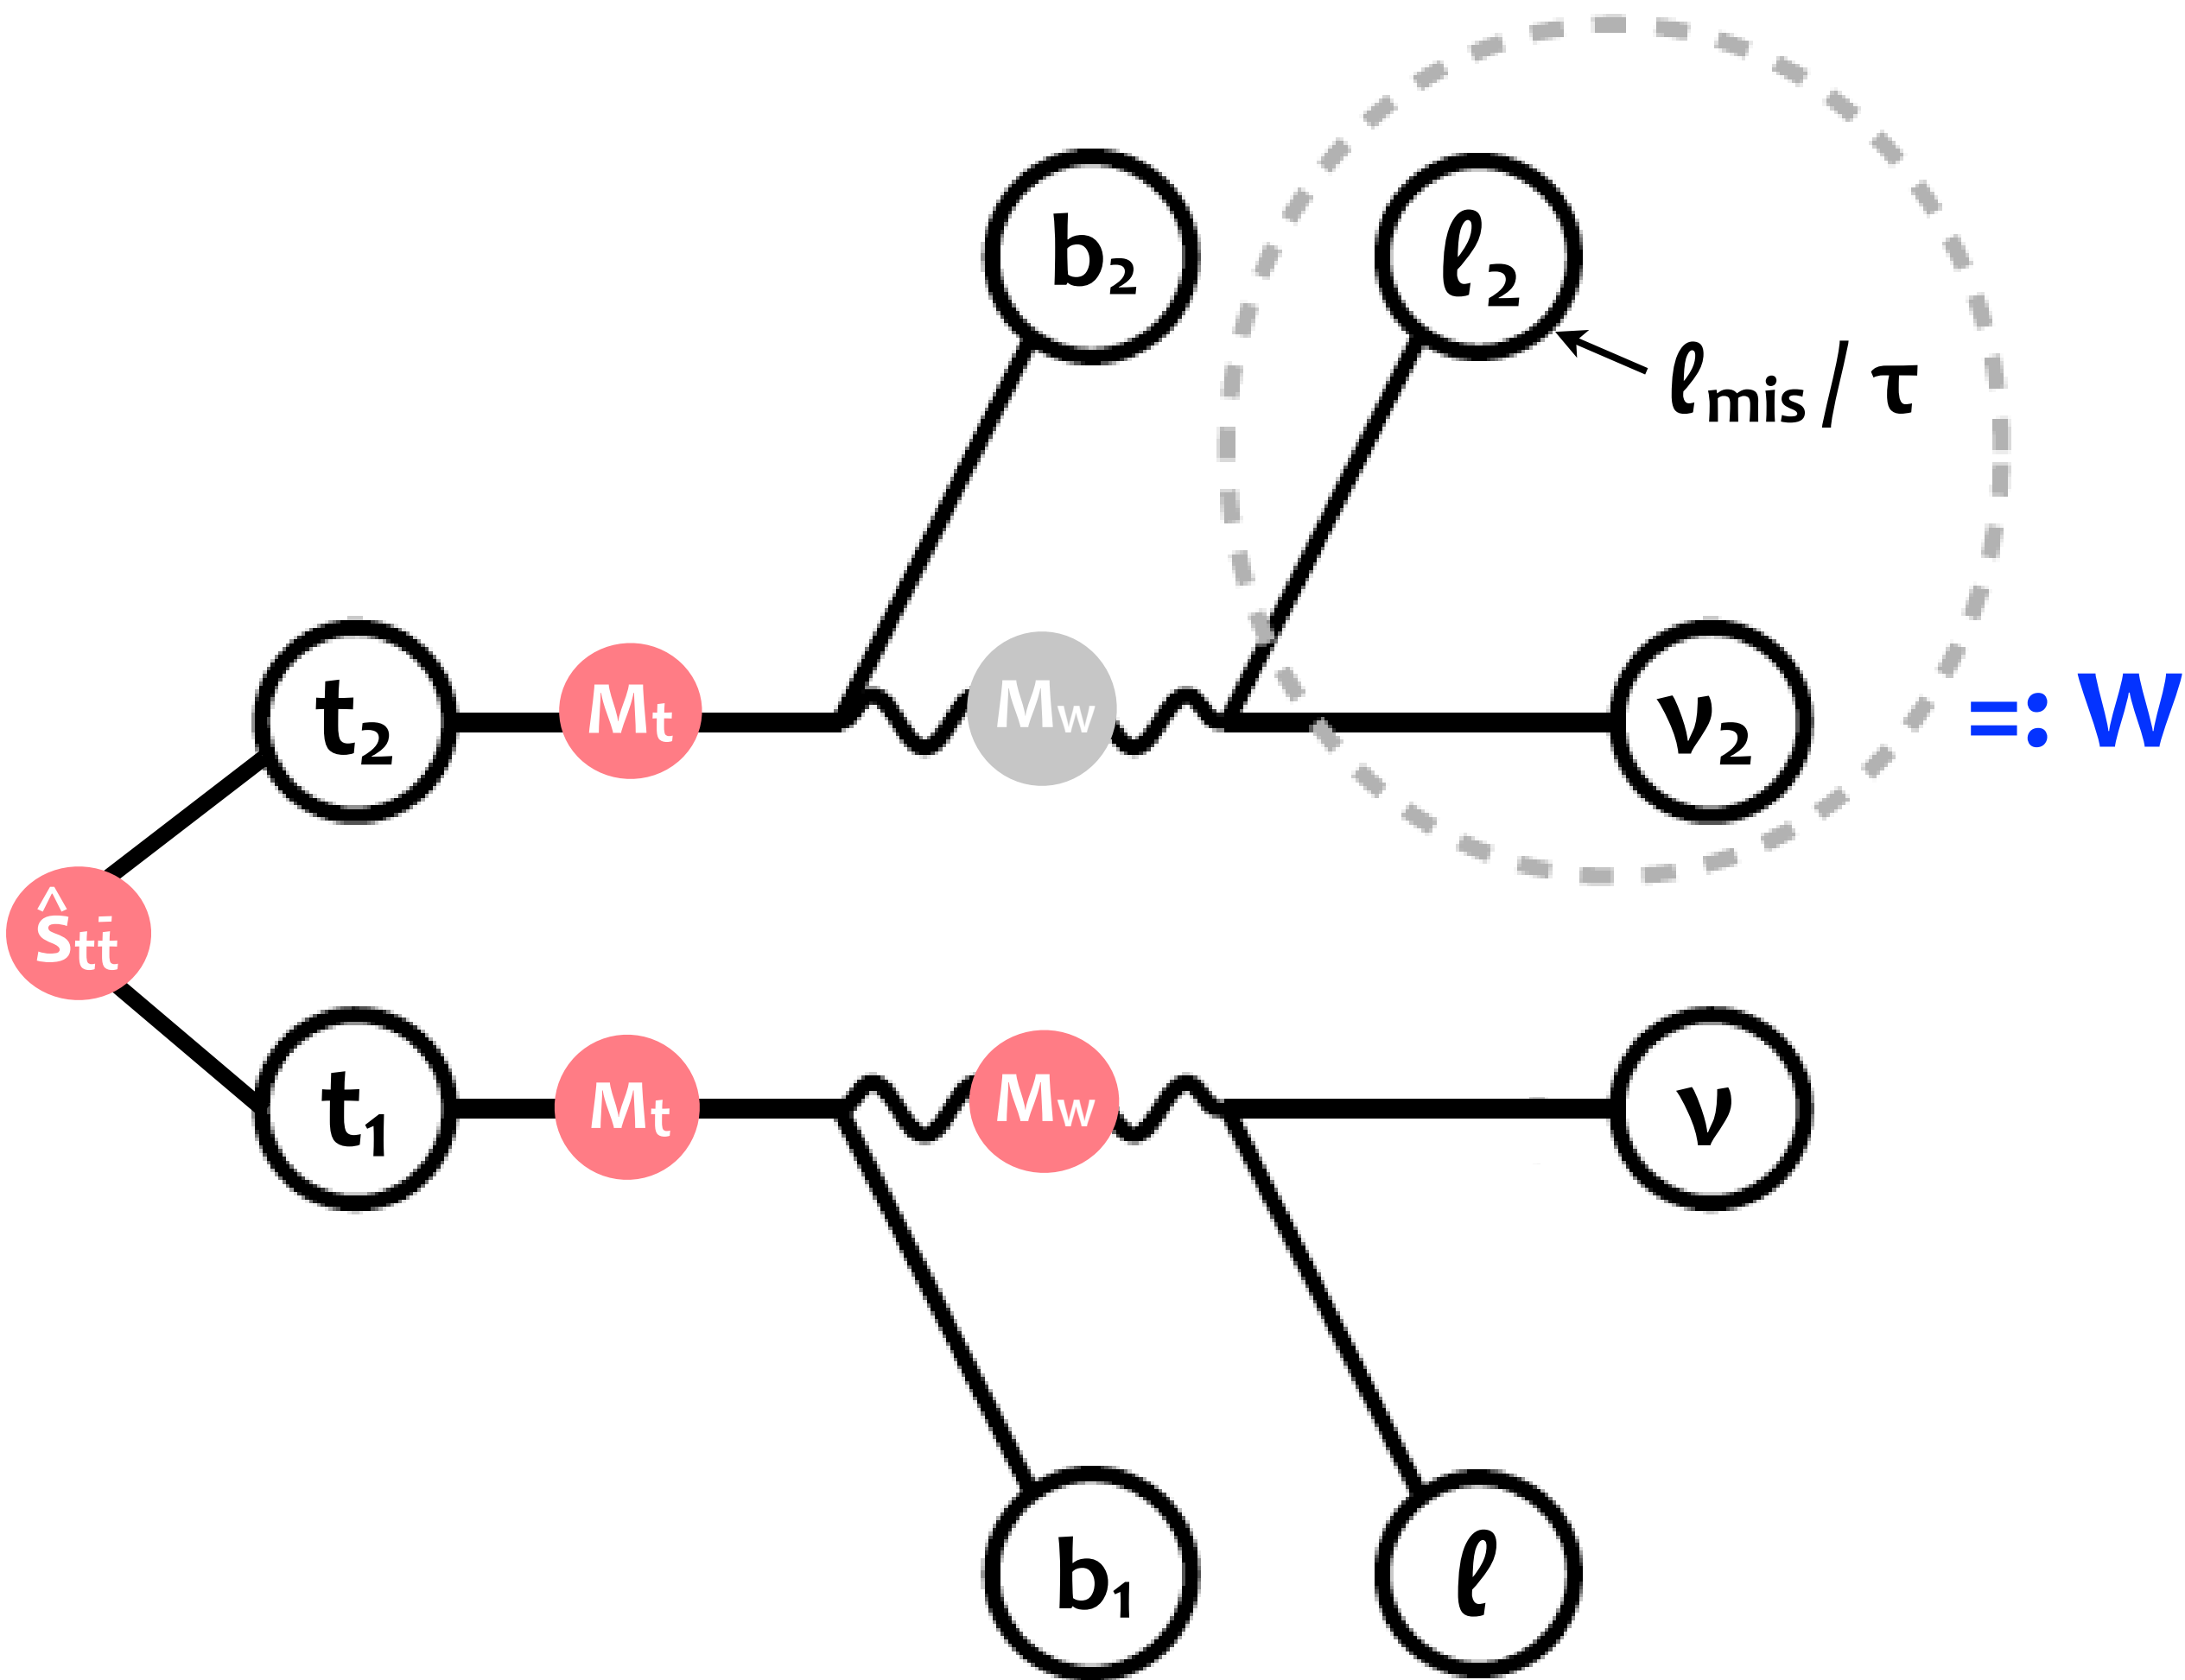 b₂
ℓ₂
ℓmis / τ
t₂
Mt
Mw
ν₂
=: W
ŝtt̄
t₁
Mt
Mw
ν
b₁
ℓ